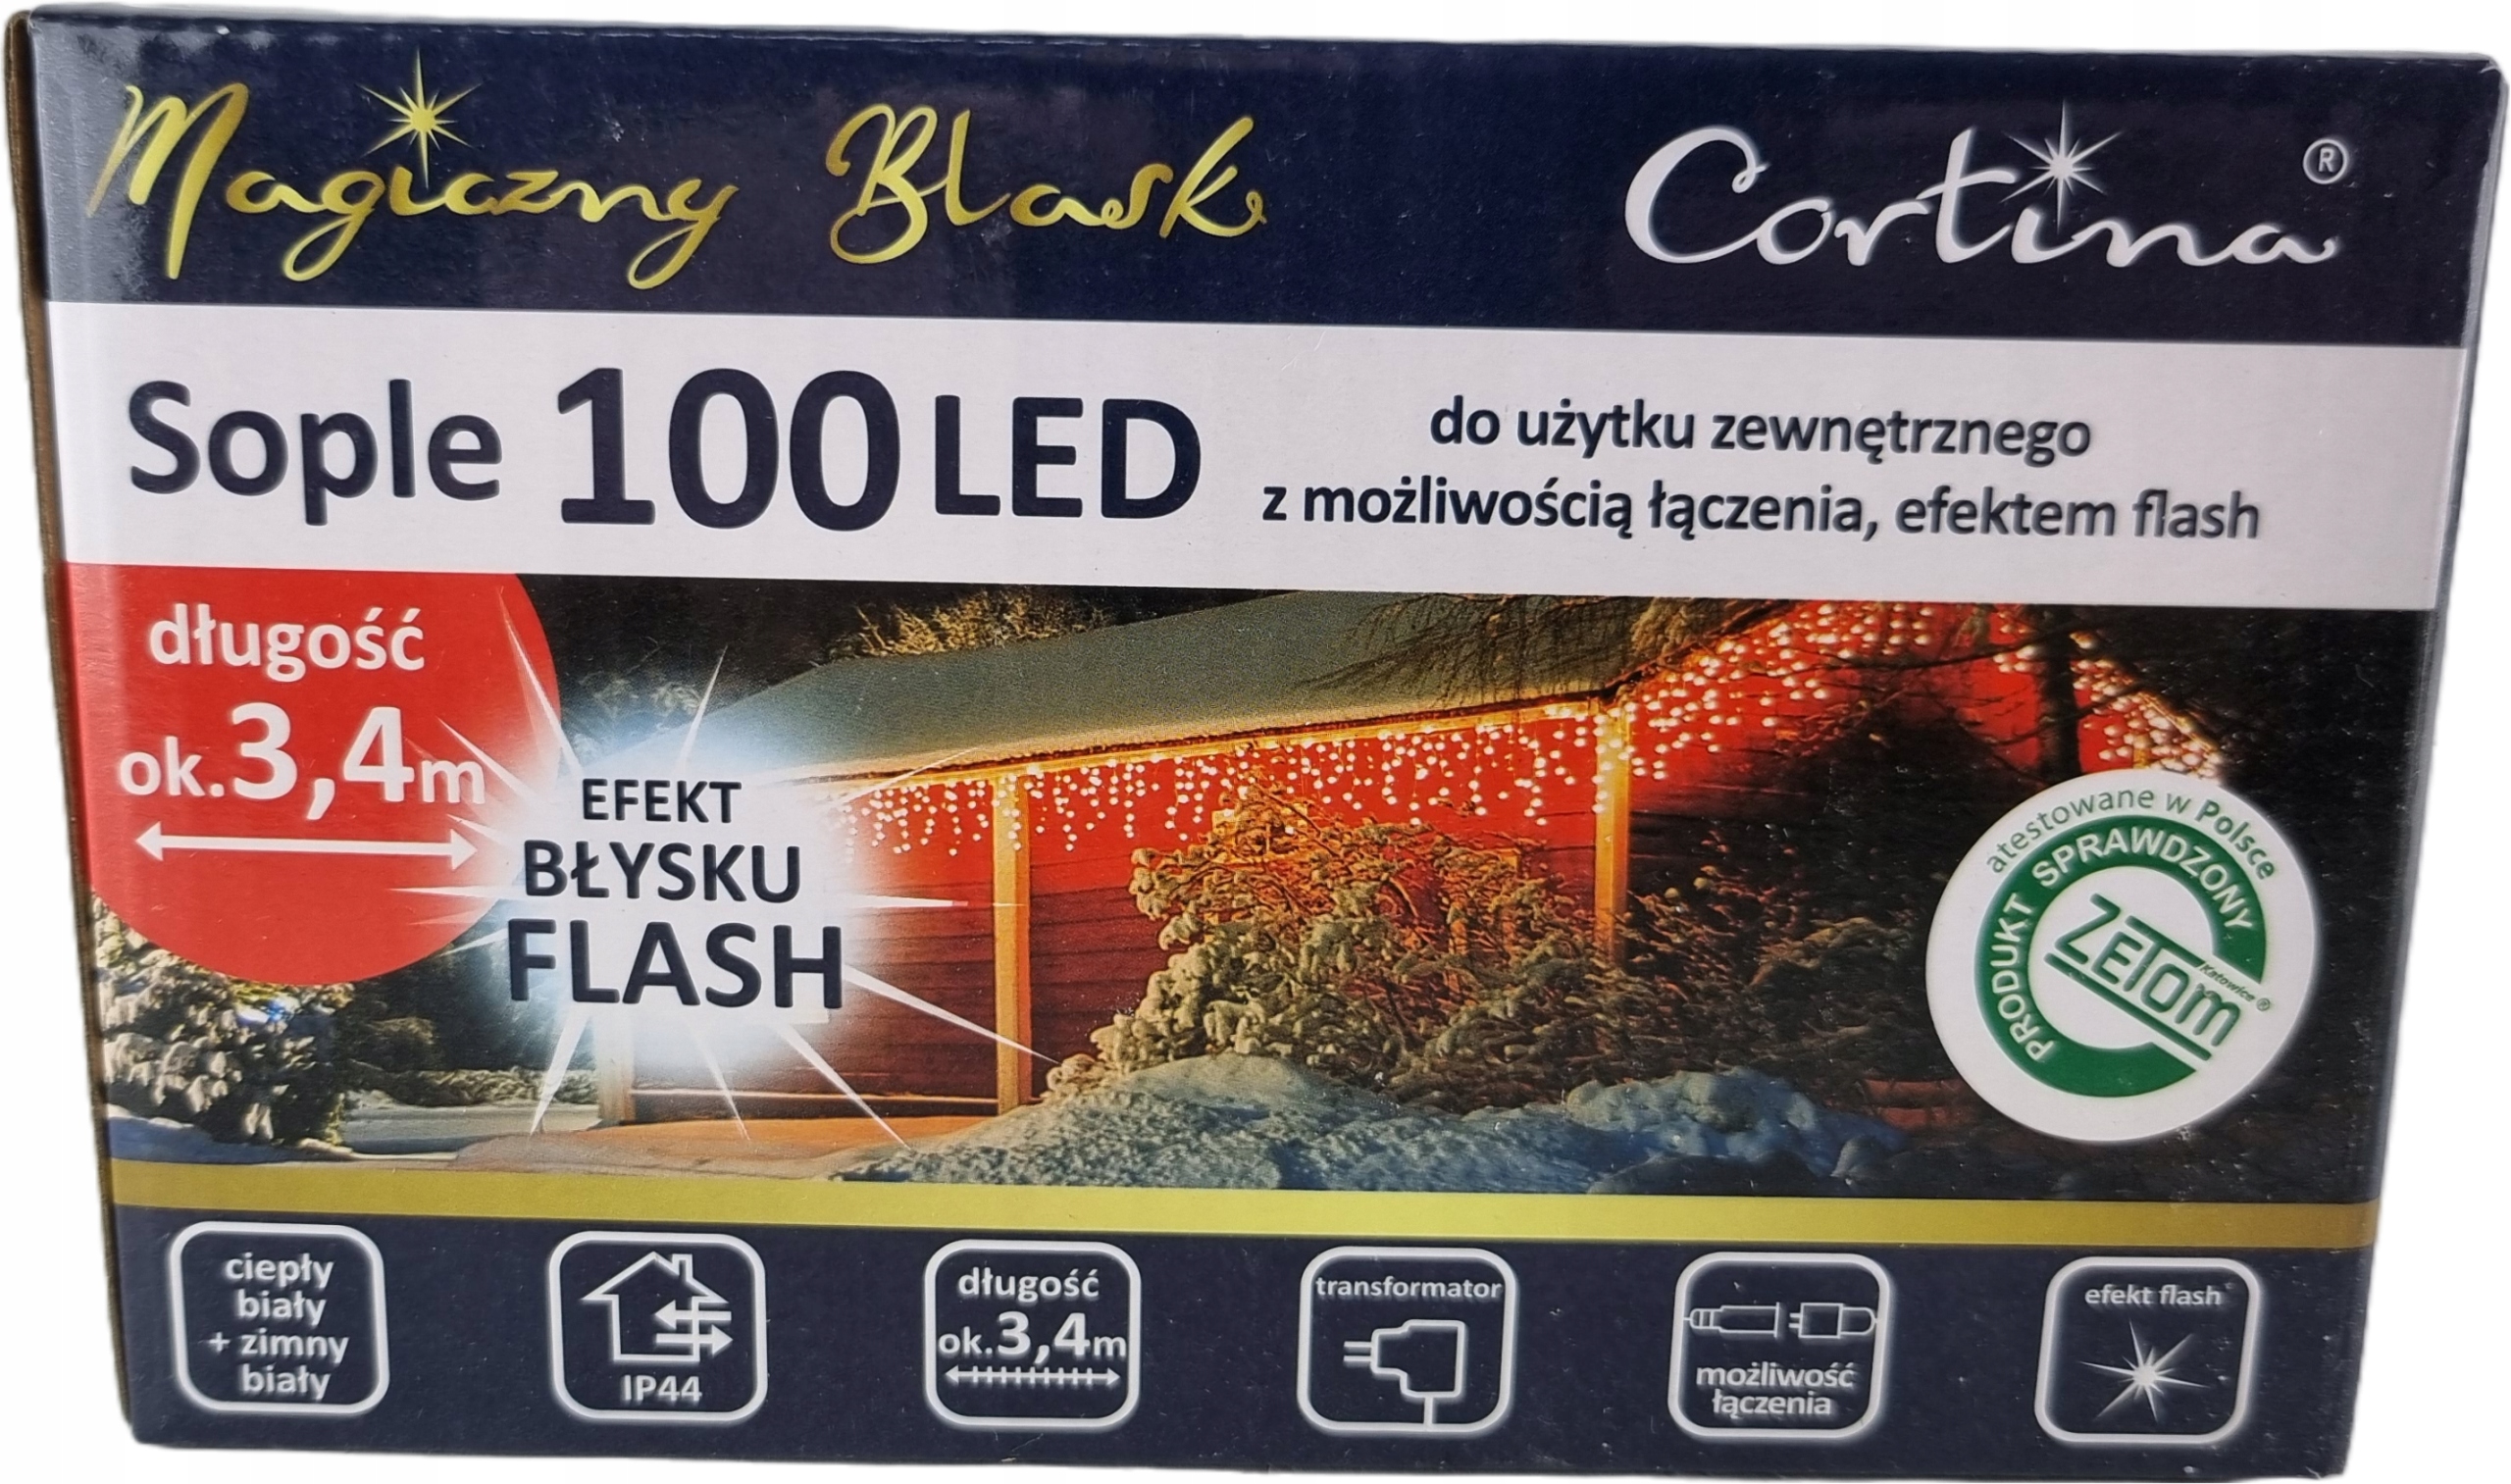 Magiczny Blask
Cortina ®
Sople 100 LED
do użytku zewnętrznego
z możliwością łączenia, efektem flash
długość
ok. 3,4m
EFEKT
BŁYSKU
FLASH
atestowane w Polsce
PRODUKT SPRAWDZONY
ZETOM
Katowice ®
ciepły
biały
+ zimny
biały
IP44
długość
ok. 3,4m
transformator
możliwość
łączenia
efekt flash